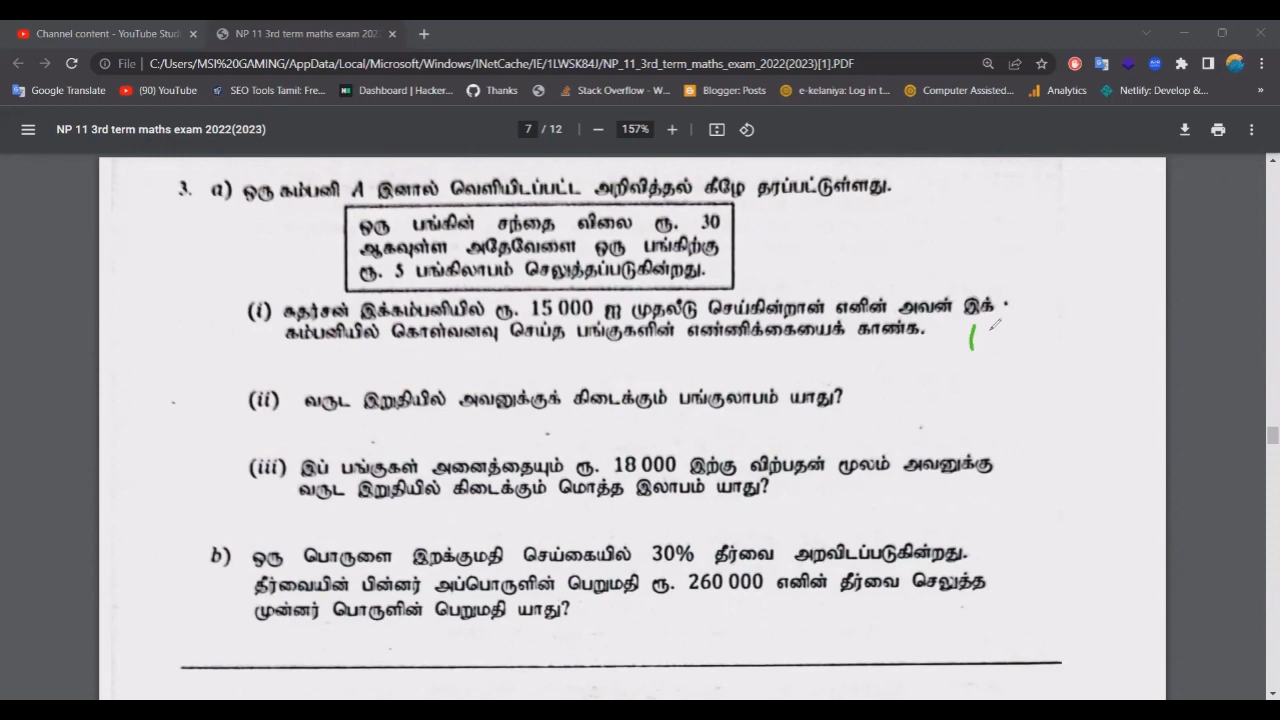 Channel content - YouTube Stud
NP 11 3rd term maths exam 202
File
C:/Users/MSI%20GAMING/AppData/Local/Microsoft/Windows/INetCache/IE/1LWSK84J/NP_11_3rd_term_maths_exam_2022(2023)[1].PDF
Google Translate
(90) YouTube
SEO Tools Tamil: Fre...
Dashboard | Hacker...
Thanks
Stack Overflow - W...
Blogger: Posts
e-kelaniya: Log in t...
Computer Assisted...
Analytics
Netlify: Develop &...
»
NP 11 3rd term maths exam 2022(2023)
7 / 12
157%
3. a) ஒரு கம்பனி A இனால் வெளியிடப்பட்ட அறிவித்தல் கீழே தரப்பட்டுள்ளது.
ஒரு பங்கின் சந்தை விலை ரூ. 30
ஆகவுள்ள அதேவேளை ஒரு பங்கிற்கு
ரூ. 5 பங்கிலாபம் செலுத்தப்படுகின்றது.
(i) சுதர்சன் இக்கம்பனியில் ரூ. 15 000 ஐ முதலீடு செய்கின்றான் எனின் அவன் இக்
கம்பனியில் கொள்வனவு செய்த பங்குகளின் எண்ணிக்கையைக் காண்க.
(ii) வருட இறுதியில் அவனுக்குக் கிடைக்கும் பங்குலாபம் யாது?
(iii) இப் பங்குகள் அனைத்தையும் ரூ. 18 000 இற்கு விற்பதன் மூலம் அவனுக்கு
வருட இறுதியில் கிடைக்கும் மொத்த இலாபம் யாது?
b) ஒரு பொருளை இறக்குமதி செய்கையில் 30% தீர்வை அறவிடப்படுகின்றது.
தீர்வையின் பின்னர் அப்பொருளின் பெறுமதி ரூ. 260 000 எனின் தீர்வை செலுத்த
முன்னர் பொருளின் பெறுமதி யாது?